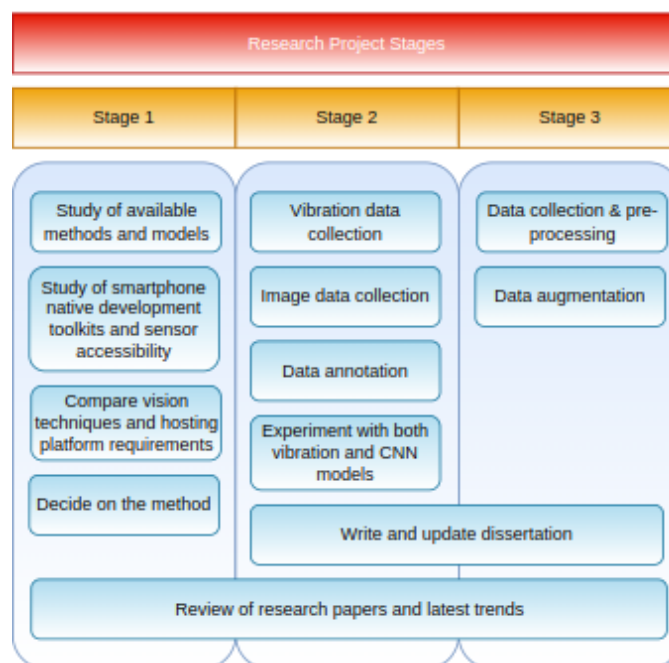 Research Project Stages
Stage 1
Stage 2
Stage 3
Study of available
methods and models
Study of smartphone
native development
toolkits and sensor
accessibility
Compare vision
techniques and hosting
platform requirements
Decide on the method
Vibration data
collection
Image data collection
Data annotation
Experiment with both
vibration and CNN
models
Data collection & pre-
processing
Data augmentation
Write and update dissertation
Review of research papers and latest trends